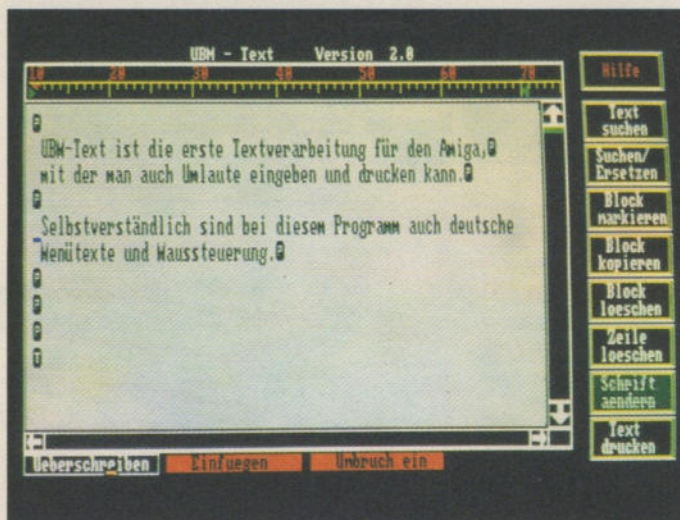 UBM - Text Version 2.0
10 20 30 40 50 60 70
Hilfe
Text
suchen
Suchen/
Ersetzen
Block
markieren
Block
kopieren
Block
loeschen
Zeile
loeschen
Schrift
aendern
Text
drucken
P
UBM-Text ist die erste Textverarbeitung für den Amiga,P
mit der man auch Umlaute eingeben und drucken kann.P
P
Selbstverständlich sind bei diesem Programm auch deutsche
Menütexte und Maussteuerung.P
P
P
P
T
Ueberschreiben Einfuegen Umbruch ein